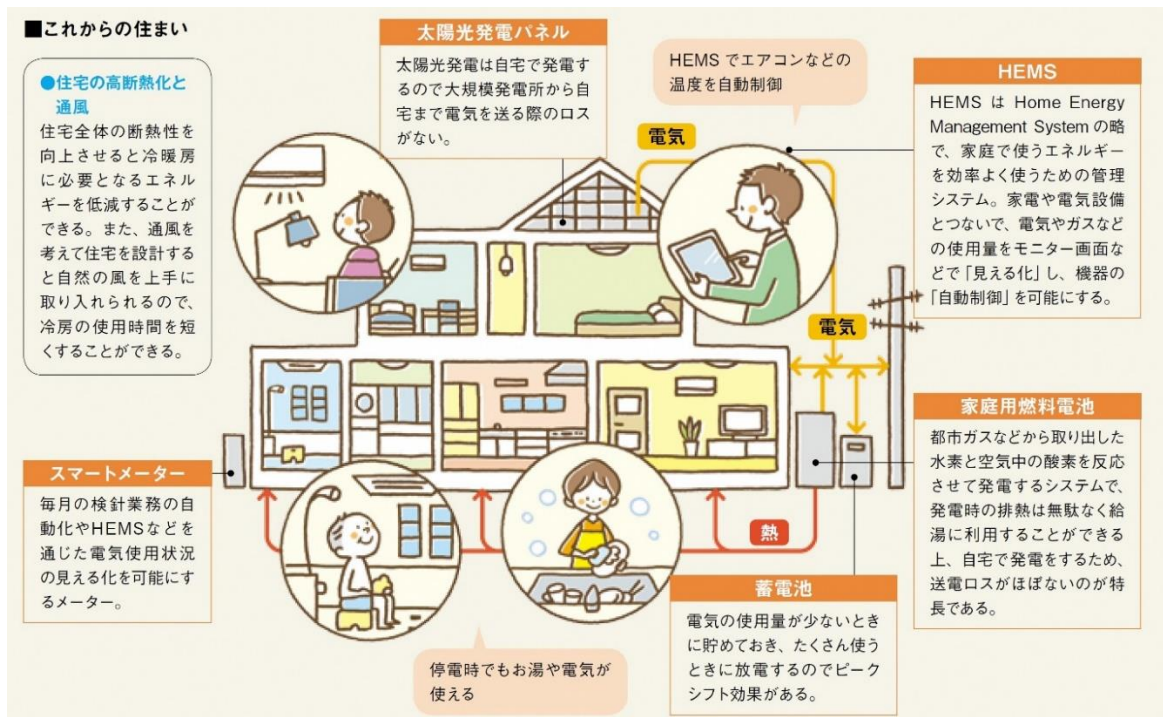 ■これからの住まい
●住宅の高断熱化と
通風
住宅全体の断熱性を
向上させると冷暖房
に必要となるエネル
ギーを低減することが
できる。また、通風を
考えて住宅を設計する
と自然の風を上手に
取り入れられるので、
冷房の使用時間を短
くすることができる。
太陽光発電パネル
太陽光発電は自宅で発電す
るので大規模発電所から自
宅まで電気を送る際のロス
がない。
HEMSでエアコンなどの
温度を自動制御
電気
HEMS
HEMS は Home Energy
Management System の略
で、家庭で使うエネルギー
を効率よく使うための管理
システム。家電や電気設備
とつないで、電気やガスなど
の使用量をモニター画面な
どで「見える化」し、機器の
「自動制御」を可能にする。
電気
スマートメーター
毎月の検針業務の自
動化やHEMSなどを
通じた電気使用状況
の見える化を可能にす
るメーター。
家庭用燃料電池
都市ガスなどから取り出した
水素と空気中の酸素を反応
させて発電するシステムで、
発電時の排熱は無駄なく給
湯に利用することができる
上、自宅で発電をするため、
送電ロスがほぼないのが特
長である。
熱
蓄電池
電気の使用量が少ないとき
に貯めておき、たくさん使う
ときに放電するのでピーク
シフト効果がある。
停電時でもお湯や電気が
使える